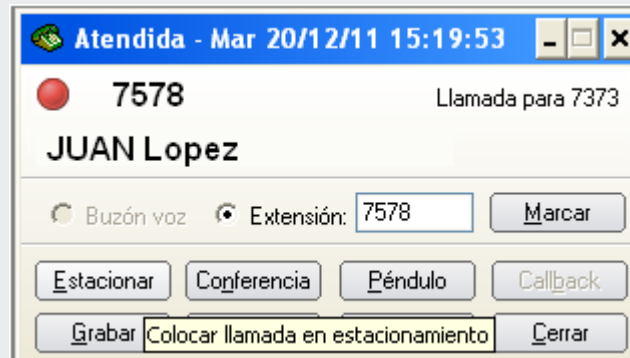 Atendida - Mar 20/12/11 15:19:53
7578 Llamada para 7373
JUAN Lopez
Buzón voz Extensión: 7578 Marcar
Estacionar Conferencia Péndulo Callback
Grabar Colocar llamada en estacionamiento Cerrar